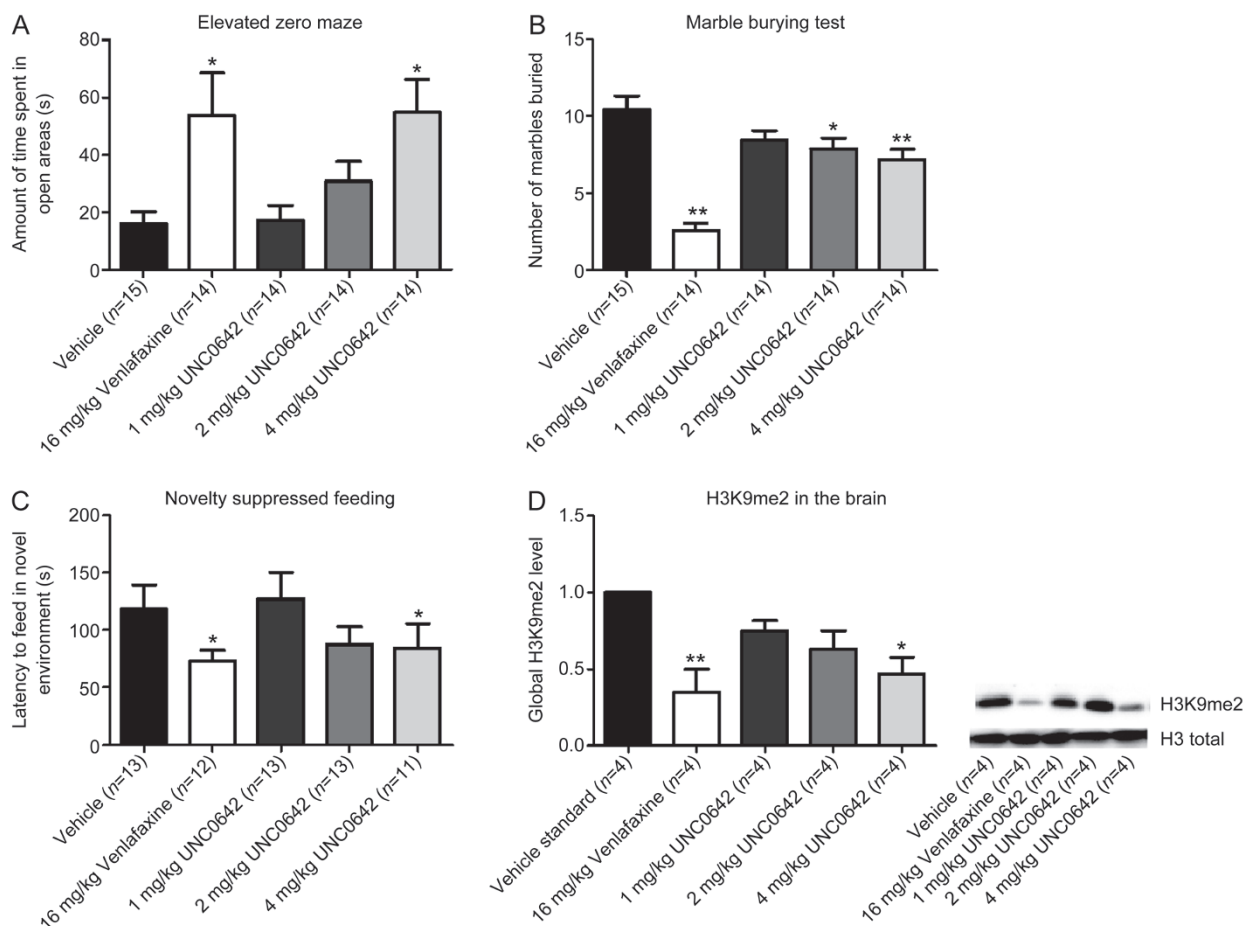 A
Elevated zero maze
Amount of time spent in
open areas (s)
80
60
40
20
0
*
*
Vehicle (n=15)
16 mg/kg Venlafaxine (n=14)
1 mg/kg UNC0642 (n=14)
2 mg/kg UNC0642 (n=14)
4 mg/kg UNC0642 (n=14)
B
Marble burying test
Number of marbles buried
15
10
5
0
**
*
**
Vehicle (n=15)
16 mg/kg Venlafaxine (n=14)
1 mg/kg UNC0642 (n=14)
2 mg/kg UNC0642 (n=14)
4 mg/kg UNC0642 (n=14)
C
Novelty suppressed feeding
Latency to feed in novel
environment (s)
200
150
100
50
0
*
*
Vehicle (n=13)
16 mg/kg Venlafaxine (n=12)
1 mg/kg UNC0642 (n=13)
2 mg/kg UNC0642 (n=13)
4 mg/kg UNC0642 (n=11)
D
H3K9me2 in the brain
Global H3K9me2 level
1.5
1.0
0.5
0.0
**
*
Vehicle standard (n=4)
16 mg/kg Venlafaxine (n=4)
1 mg/kg UNC0642 (n=4)
2 mg/kg UNC0642 (n=4)
4 mg/kg UNC0642 (n=4)
H3K9me2
H3 total
Vehicle (n=4)
16 mg/kg Venlafaxine (n=4)
1 mg/kg UNC0642 (n=4)
2 mg/kg UNC0642 (n=4)
4 mg/kg UNC0642 (n=4)